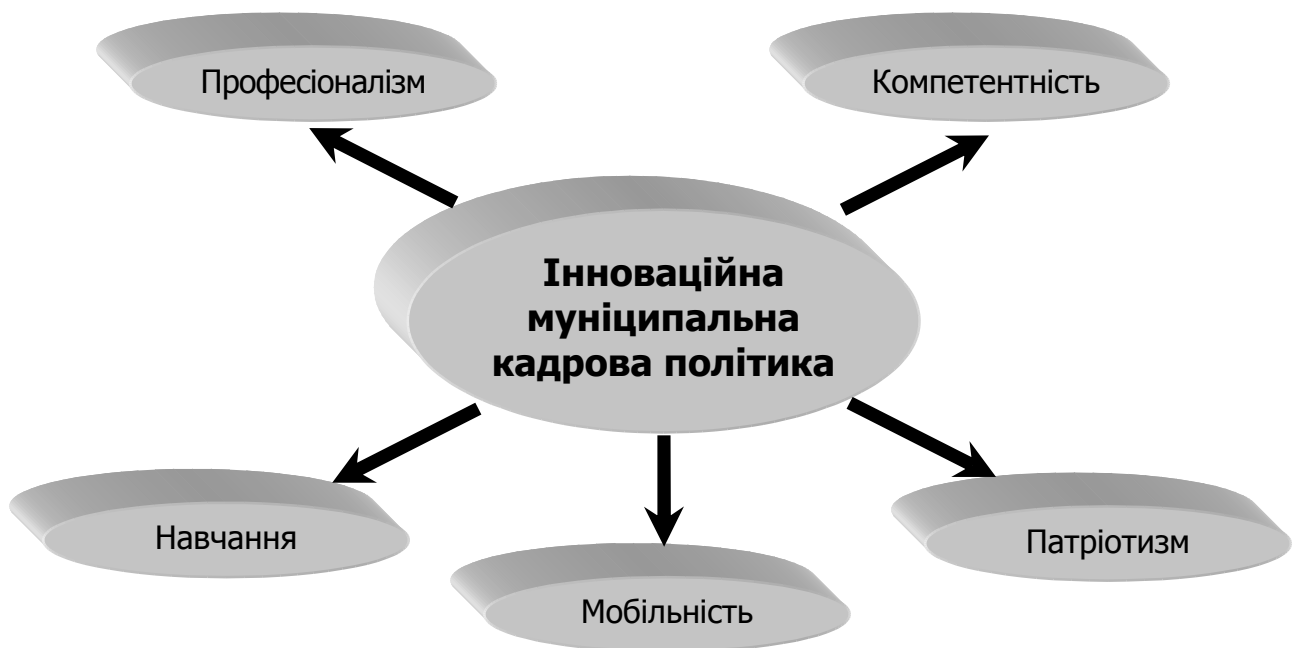 Професіоналізм
Компетентність
Інноваційна
муніципальна
кадрова політика
Навчання
Мобільність
Патріотизм